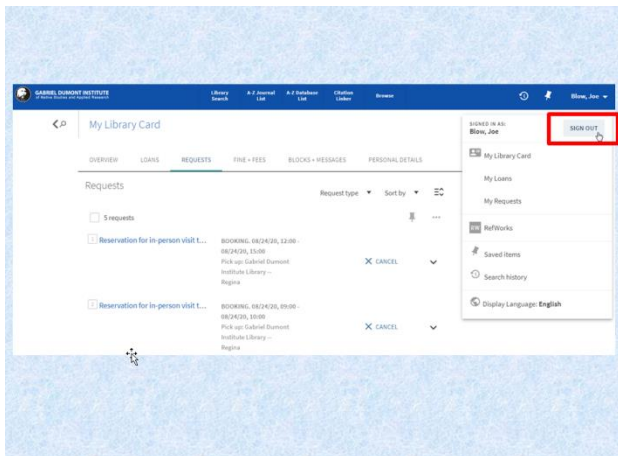 GABRIEL DUMONT INSTITUTE
of Native Studies and Applied Research
Library Search
A-Z Journal List
A-Z Database List
Citation Linker
Browse
Blow, Joe
My Library Card
OVERVIEW LOANS REQUESTS FINE + FEES BLOCKS + MESSAGES PERSONAL DETAILS
Requests
Request type Sort by
5 requests
1 Reservation for in-person visit t...
BOOKING. 08/24/20, 12:00 -
08/24/20, 15:00
Pick up: Gabriel Dumont
Institute Library --
Regina
CANCEL
2 Reservation for in-person visit t...
BOOKING. 08/24/20, 09:00 -
08/24/20, 10:00
Pick up: Gabriel Dumont
Institute Library --
Regina
CANCEL
SIGNED IN AS:
Blow, Joe
SIGN OUT
My Library Card
My Loans
My Requests
RW RefWorks
Saved items
Search history
Display Language: English